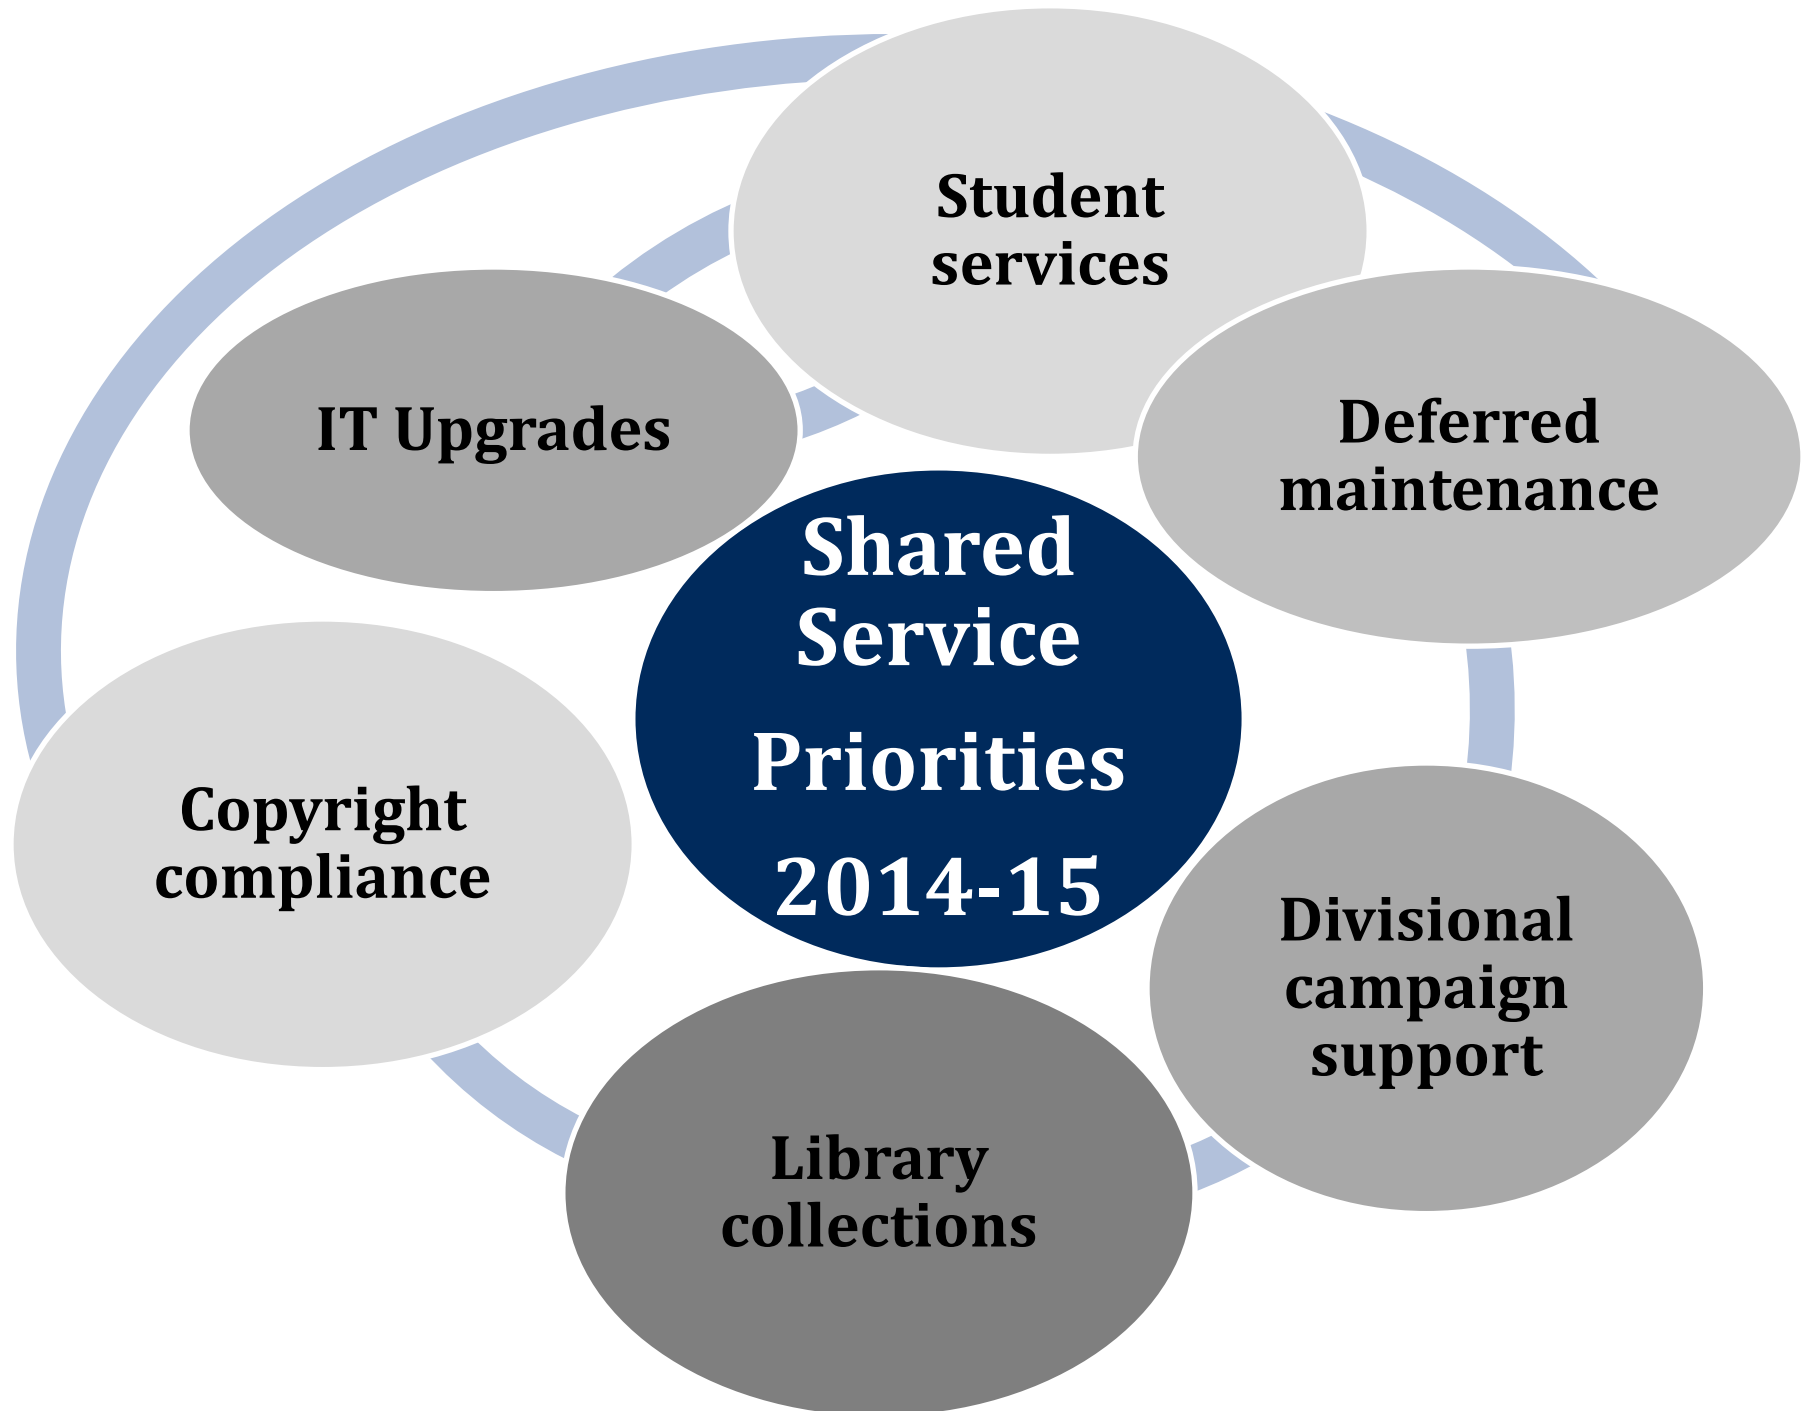 Student
services
IT Upgrades
Deferred
maintenance
Shared
Service
Priorities
2014-15
Copyright
compliance
Divisional
campaign
support
Library
collections